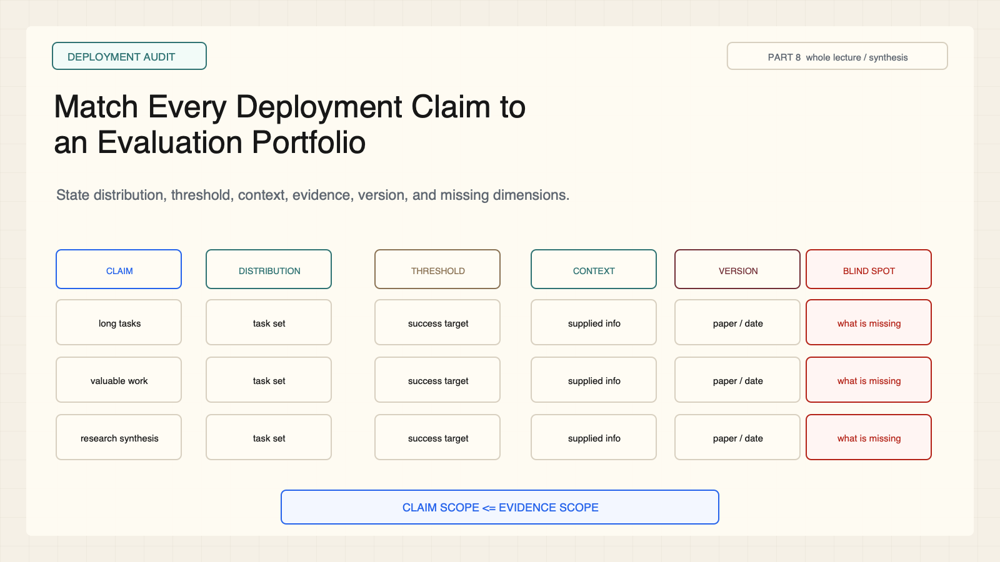 DEPLOYMENT AUDIT
PART 8 whole lecture / synthesis
Match Every Deployment Claim to
an Evaluation Portfolio
State distribution, threshold, context, evidence, version, and missing dimensions.
CLAIM
DISTRIBUTION
THRESHOLD
CONTEXT
VERSION
BLIND SPOT
long tasks
task set
success target
supplied info
paper / date
what is missing
valuable work
task set
success target
supplied info
paper / date
what is missing
research synthesis
task set
success target
supplied info
paper / date
what is missing
CLAIM SCOPE <= EVIDENCE SCOPE